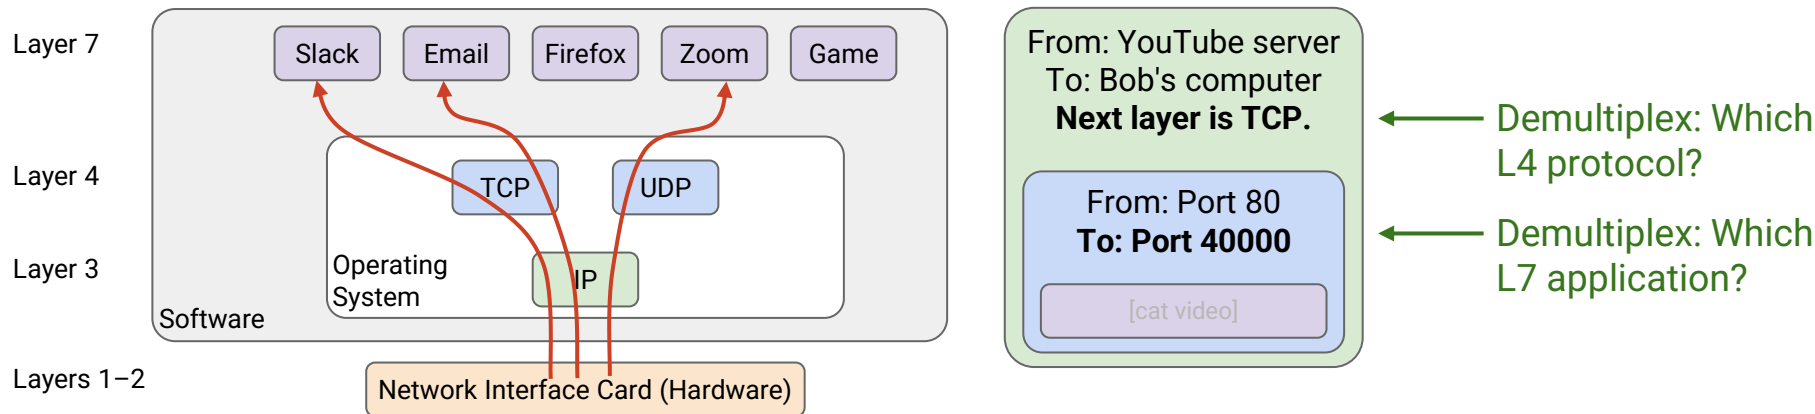 Layer 7
Slack
Email
Firefox
Zoom
Game
Layer 4
TCP
UDP
Layer 3
Operating
System
IP
Software
Layers 1–2
Network Interface Card (Hardware)
From: YouTube server
To: Bob's computer
Next layer is TCP.
From: Port 80
To: Port 40000
[cat video]
Demultiplex: Which
L4 protocol?
Demultiplex: Which
L7 application?